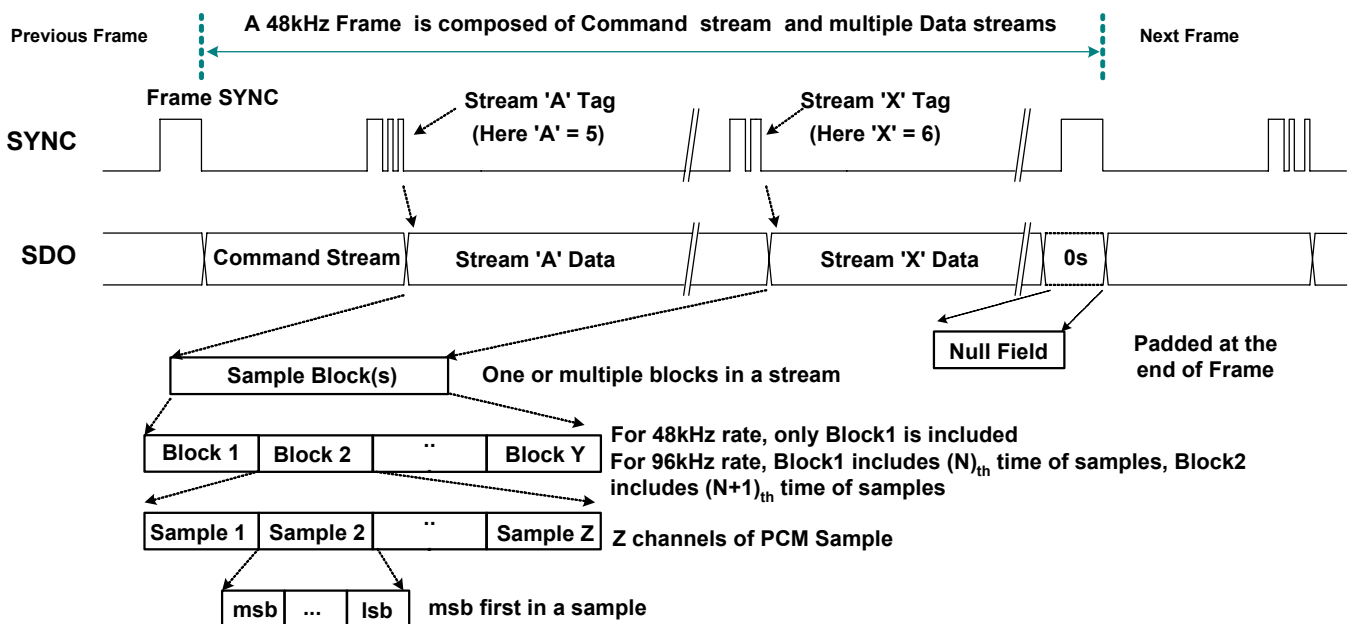 A 48kHz Frame is composed of Command stream and multiple Data streams
Previous Frame
Next Frame
Frame SYNC
Stream 'A' Tag
(Here 'A' = 5)
Stream 'X' Tag
(Here 'X' = 6)
SYNC
SDO
Command Stream
Stream 'A' Data
Stream 'X' Data
0s
Null Field
Padded at the
end of Frame
Sample Block(s)
One or multiple blocks in a stream
Block 1
Block 2
..
Block Y
For 48kHz rate, only Block1 is included
For 96kHz rate, Block1 includes (N)th time of samples, Block2
includes (N+1)th time of samples
Sample 1
Sample 2
..
Sample Z
Z channels of PCM Sample
msb
...
lsb
msb first in a sample